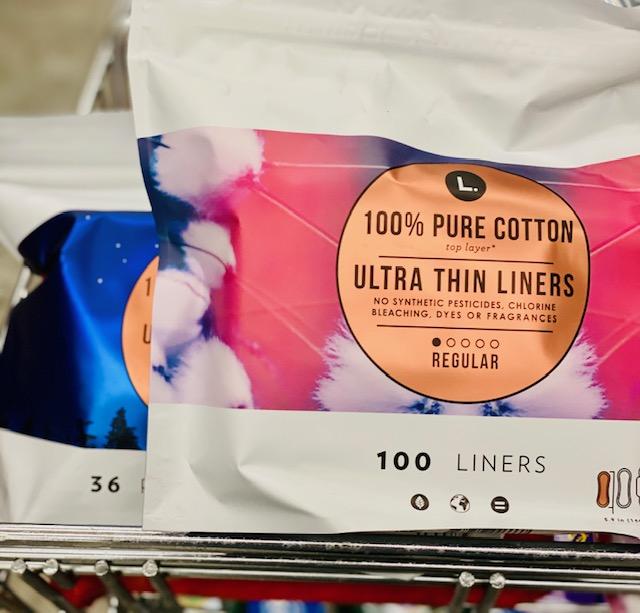 L.
100% PURE COTTON
top layer*
ULTRA THIN LINERS
NO SYNTHETIC PESTICIDES, CHLORINE
BLEACHING, DYES OR FRAGRANCES
REGULAR
100 LINERS
36